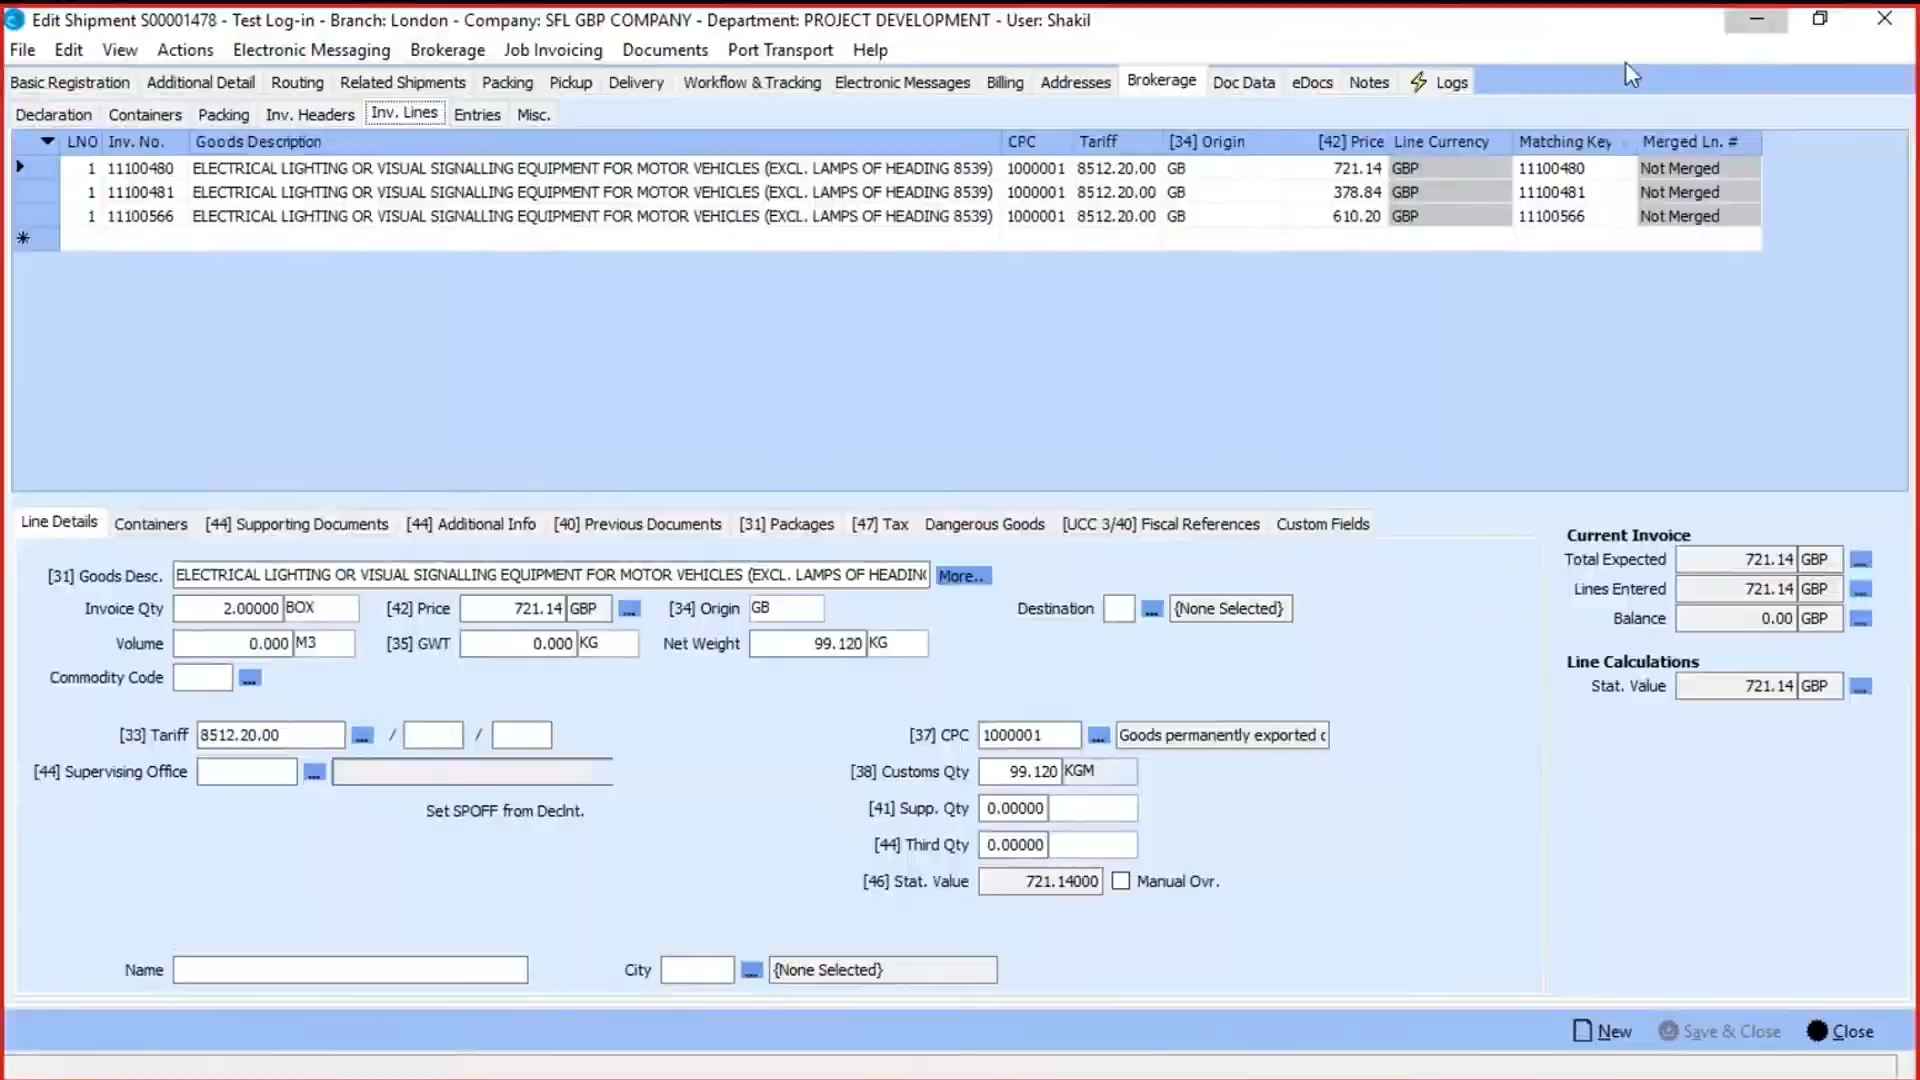 Edit Shipment S00001478 - Test Log-in - Branch: London - Company: SFL GBP COMPANY - Department: PROJECT DEVELOPMENT - User: Shakil
File Edit View Actions Electronic Messaging Brokerage Job Invoicing Documents Port Transport Help
Basic Registration Additional Detail Routing Related Shipments Packing Pickup Delivery Workflow & Tracking Electronic Messages Billing Addresses Brokerage Doc Data eDocs Notes Logs
Declaration Containers Packing Inv. Headers Inv. Lines Entries Misc.
LNO Inv. No. Goods Description CPC Tariff [34] Origin [42] Price Line Currency Matching Key Merged Ln. #
1 11100480 ELECTRICAL LIGHTING OR VISUAL SIGNALLING EQUIPMENT FOR MOTOR VEHICLES (EXCL. LAMPS OF HEADING 8539) 1000001 8512.20.00 GB 721.14 GBP 11100480 Not Merged
1 11100481 ELECTRICAL LIGHTING OR VISUAL SIGNALLING EQUIPMENT FOR MOTOR VEHICLES (EXCL. LAMPS OF HEADING 8539) 1000001 8512.20.00 GB 378.84 GBP 11100481 Not Merged
1 11100566 ELECTRICAL LIGHTING OR VISUAL SIGNALLING EQUIPMENT FOR MOTOR VEHICLES (EXCL. LAMPS OF HEADING 8539) 1000001 8512.20.00 GB 610.20 GBP 11100566 Not Merged
Line Details Containers [44] Supporting Documents [44] Additional Info [40] Previous Documents [31] Packages [47] Tax Dangerous Goods [UCC 3/40] Fiscal References Custom Fields
[31] Goods Desc. ELECTRICAL LIGHTING OR VISUAL SIGNALLING EQUIPMENT FOR MOTOR VEHICLES (EXCL. LAMPS OF HEADING More..
Invoice Qty 2.00000 BOX [42] Price 721.14 GBP ... [34] Origin GB Destination ... {None Selected}
Volume 0.000 M3 [35] GWT 0.000 KG Net Weight 99.120 KG
Commodity Code ...
[33] Tariff 8512.20.00 ... / / [37] CPC 1000001 ... Goods permanently exported c
[44] Supervising Office ... [38] Customs Qty 99.120 KGM
Set SPOFF from DecInt. [41] Supp. Qty 0.00000
[44] Third Qty 0.00000
[46] Stat. Value 721.14000 Manual Ovr.
Name City ... {None Selected}
Current Invoice
Total Expected 721.14 GBP ...
Lines Entered 721.14 GBP ...
Balance 0.00 GBP ...
Line Calculations
Stat. Value 721.14 GBP ...
New Save & Close Close